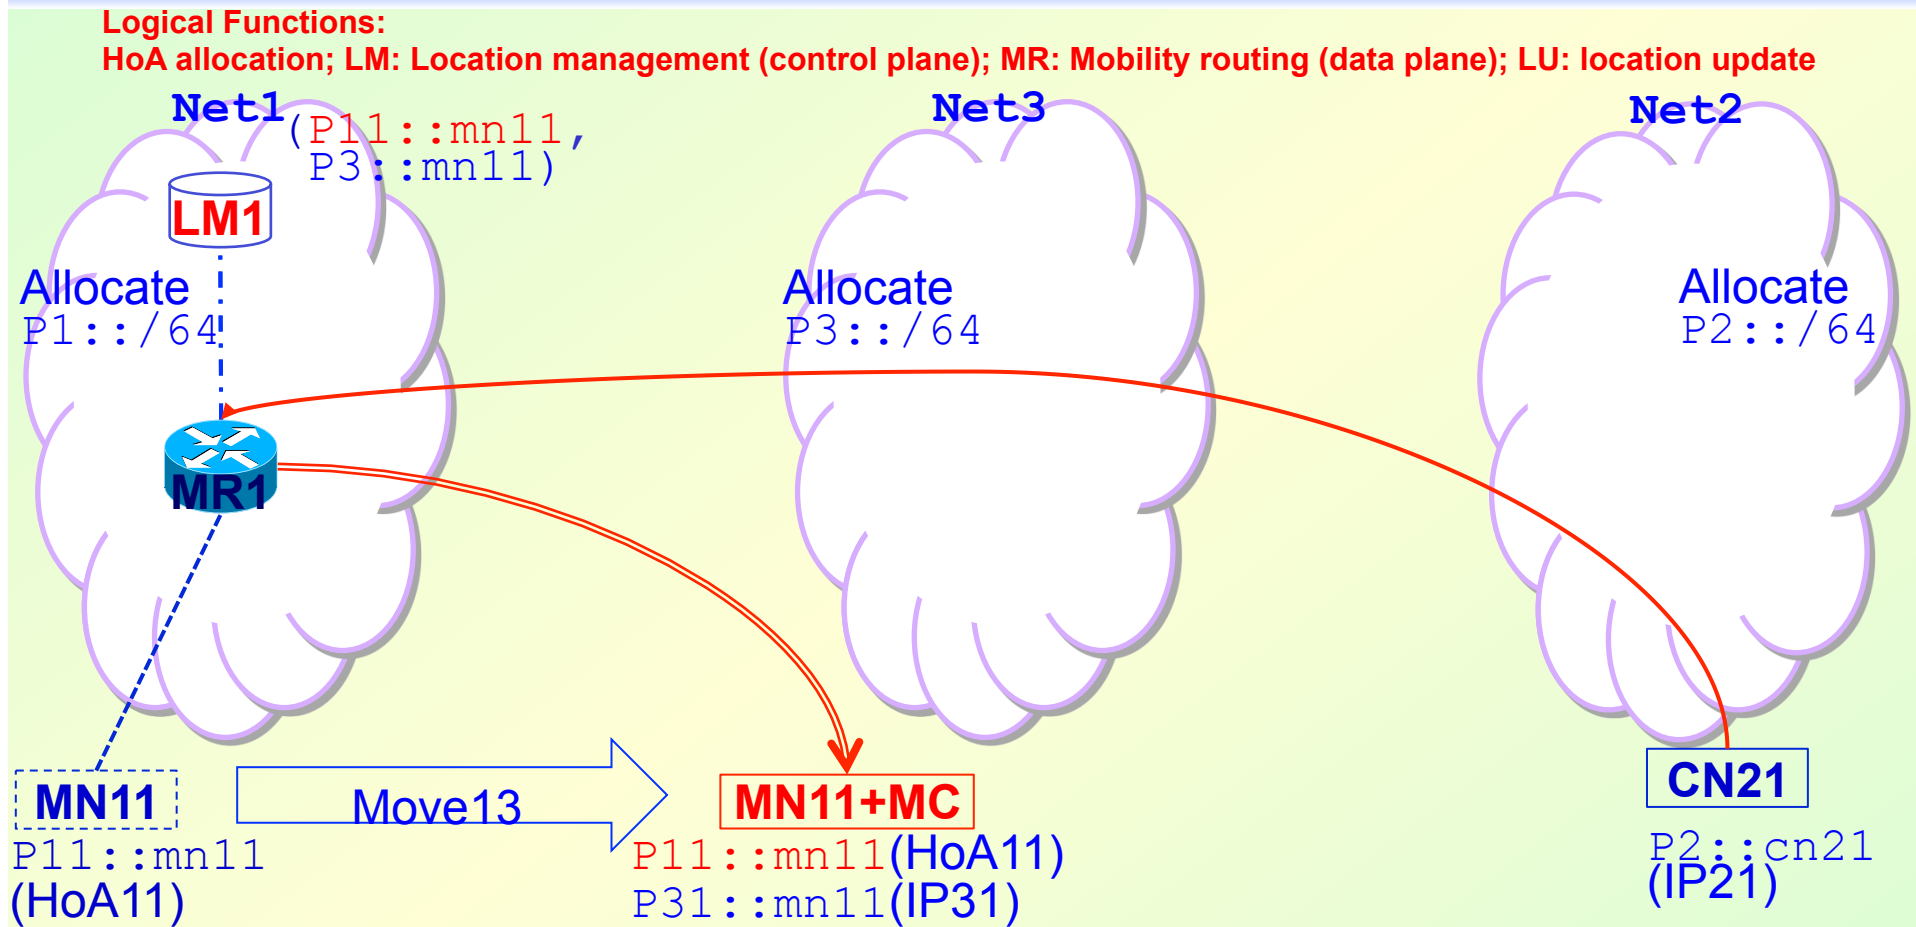 Logical Functions:
HoA allocation; LM: Location management (control plane); MR: Mobility routing (data plane); LU: location update
Net1
Net3
Net2
(P11::mn11,
P3::mn11)
LM1
Allocate
P1::/64
Allocate
P3::/64
Allocate
P2::/64
MR1
MN11
Move13
MN11+MC
CN21
P11::mn11
(HoA11)
P11::mn11(HoA11)
P31::mn11(IP31)
P2::cn21
(IP21)